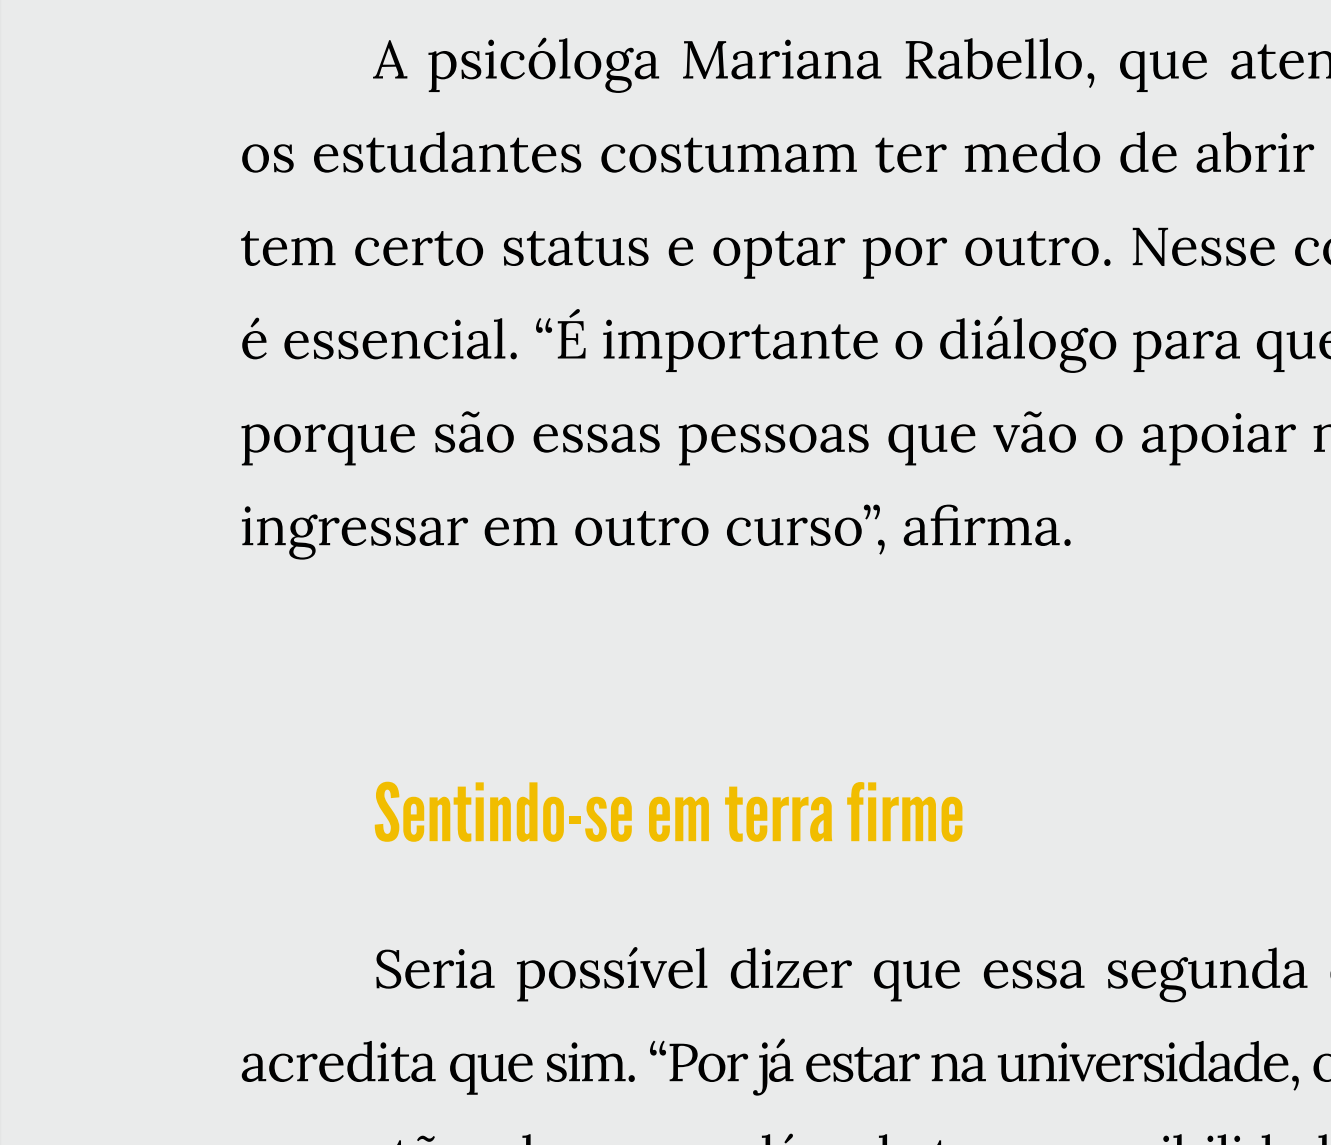 A psicóloga Mariana Rabello, que
os estudantes costumam ter medo de abrir
tem certo status e optar por outro. Nesse
é essencial. “É importante o diálogo para que
porque são essas pessoas que vão o apoiar
ingressar em outro curso”, afirma.
Sentindo-se em terra firme
Seria possível dizer que essa segunda
acredita que sim. “Por já estar na universidade,